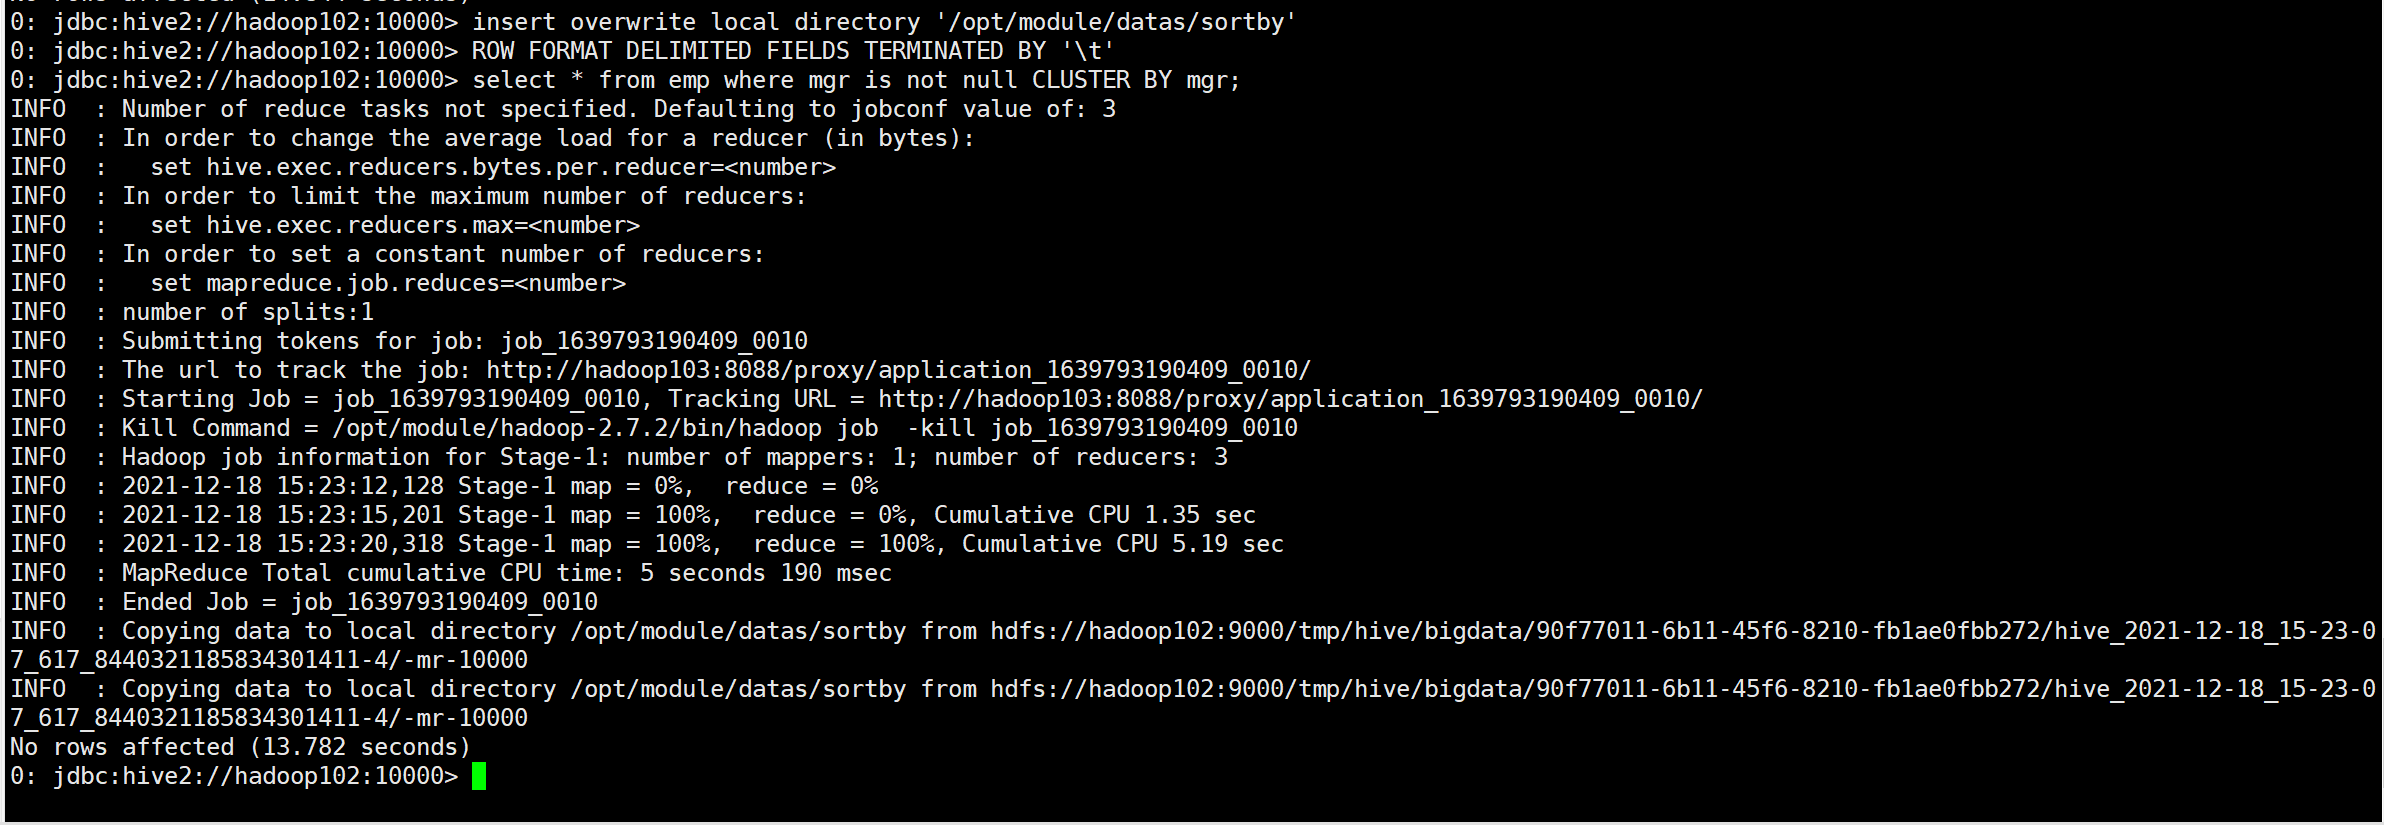 No rows affected
0: jdbc:hive2://hadoop102:10000> insert overwrite local directory '/opt/module/datas/sortby'
0: jdbc:hive2://hadoop102:10000> ROW FORMAT DELIMITED FIELDS TERMINATED BY '\t'
0: jdbc:hive2://hadoop102:10000> select * from emp where mgr is not null CLUSTER BY mgr;
INFO  : Number of reduce tasks not specified. Defaulting to jobconf value of: 3
INFO  : In order to change the average load for a reducer (in bytes):
INFO  :   set hive.exec.reducers.bytes.per.reducer=<number>
INFO  : In order to limit the maximum number of reducers:
INFO  :   set hive.exec.reducers.max=<number>
INFO  : In order to set a constant number of reducers:
INFO  :   set mapreduce.job.reduces=<number>
INFO  : number of splits:1
INFO  : Submitting tokens for job: job_1639793190409_0010
INFO  : The url to track the job: http://hadoop103:8088/proxy/application_1639793190409_0010/
INFO  : Starting Job = job_1639793190409_0010, Tracking URL = http://hadoop103:8088/proxy/application_1639793190409_0010/
INFO  : Kill Command = /opt/module/hadoop-2.7.2/bin/hadoop job  -kill job_1639793190409_0010
INFO  : Hadoop job information for Stage-1: number of mappers: 1; number of reducers: 3
INFO  : 2021-12-18 15:23:12,128 Stage-1 map = 0%,  reduce = 0%
INFO  : 2021-12-18 15:23:15,201 Stage-1 map = 100%,  reduce = 0%, Cumulative CPU 1.35 sec
INFO  : 2021-12-18 15:23:20,318 Stage-1 map = 100%,  reduce = 100%, Cumulative CPU 5.19 sec
INFO  : MapReduce Total cumulative CPU time: 5 seconds 190 msec
INFO  : Ended Job = job_1639793190409_0010
INFO  : Copying data to local directory /opt/module/datas/sortby from hdfs://hadoop102:9000/tmp/hive/bigdata/90f77011-6b11-45f6-8210-fb1ae0fbb272/hive_2021-12-18_15-23-0
7_617_8440321185834301411-4/-mr-10000
INFO  : Copying data to local directory /opt/module/datas/sortby from hdfs://hadoop102:9000/tmp/hive/bigdata/90f77011-6b11-45f6-8210-fb1ae0fbb272/hive_2021-12-18_15-23-0
7_617_8440321185834301411-4/-mr-10000
No rows affected (13.782 seconds)
0: jdbc:hive2://hadoop102:10000>